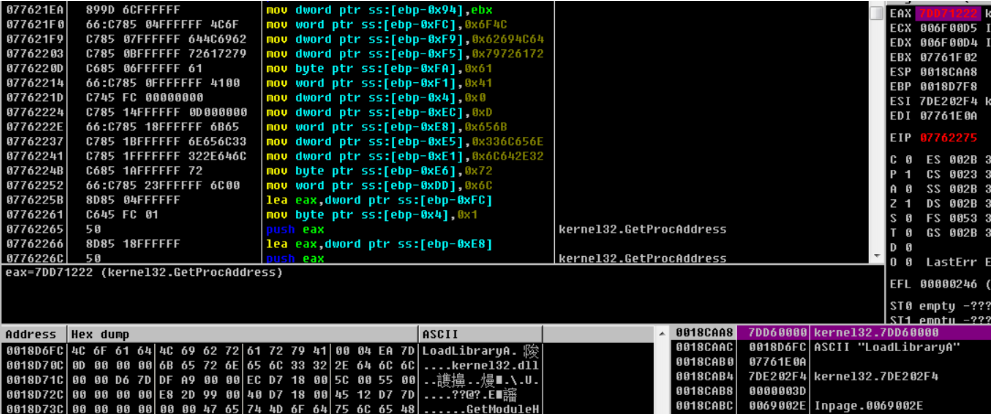 077621EA 899D 6CFFFFFF mov dword ptr ss:[ebp-0x94],ebx
077621F0 66:C785 04FFFFFF 4C6F mov word ptr ss:[ebp-0xFC],0x6F4C
077621F9 C785 07FFFFFF 644C6962 mov dword ptr ss:[ebp-0xF9],0x62694C64
07762203 C785 0BFFFFFF 72617279 mov dword ptr ss:[ebp-0xF5],0x79726172
0776220D C685 06FFFFFF 61 mov byte ptr ss:[ebp-0xFA],0x61
07762214 66:C785 0FFFFFFF 4100 mov word ptr ss:[ebp-0xF1],0x41
0776221D C745 FC 00000000 mov dword ptr ss:[ebp-0x4],0x0
07762224 C785 14FFFFFF 0D000000 mov dword ptr ss:[ebp-0xEC],0xD
0776222E 66:C785 18FFFFFF 6B65 mov word ptr ss:[ebp-0xE8],0x656B
07762237 C785 1BFFFFFF 6E656C33 mov dword ptr ss:[ebp-0xE5],0x336C656E
07762241 C785 1FFFFFFF 322E646C mov dword ptr ss:[ebp-0xE1],0x6C642E32
0776224B C685 1AFFFFFF 72 mov byte ptr ss:[ebp-0xE6],0x72
07762252 66:C785 23FFFFFF 6C00 mov word ptr ss:[ebp-0xDD],0x6C
0776225B 8D85 04FFFFFF lea eax,dword ptr ss:[ebp-0xFC]
07762261 C645 FC 01 mov byte ptr ss:[ebp-0x4],0x1
07762265 50 push eax kernel32.GetProcAddress
07762266 8D85 18FFFFFF lea eax,dword ptr ss:[ebp-0xE8]
0776226C 50 push eax kernel32.GetProcAddress
eax=7DD71222 (kernel32.GetProcAddress)
EAX 7DD71222 k
ECX 006F00D5 I
EDX 006F00D4 I
EBX 07761F02
ESP 0018CAA8
EBP 0018D7F8
ESI 7DE202F4 k
EDI 07761E0A
EIP 07762275
C 0 ES 002B 3
P 1 CS 0023 3
A 0 SS 002B 3
Z 1 DS 002B 3
S 0 FS 0053 3
T 0 GS 002B 3
D 0
O 0 LastErr E
EFL 00000246 (
ST0 empty -???
ST1 empty -???
Address Hex dump ASCII
0018D6FC 4C 6F 61 64 4C 69 62 72 61 72 79 41 00 04 EA 7D LoadLibraryA.
0018D70C 0D 00 00 00 6B 65 72 6E 65 6C 33 32 2E 64 6C 6C ....kernel32.dll
0018D71C 00 00 D6 7D DF A9 00 00 EC D7 18 00 5C 00 55 00
0018D72C 00 00 00 00 E8 2D 99 00 40 D7 18 00 45 12 D7 7D
0018D73C 00 00 00 00 00 00 47 65 74 4D 6F 64 75 6C 65 48 ......GetModuleH
0018CAA8 7DD60000 kernel32.7DD60000
0018CAAC 0018D6FC ASCII "LoadLibraryA"
0018CAB0 07761E0A
0018CAB4 7DE202F4 kernel32.7DE202F4
0018CAB8 0000003D
0018CABC 0069002E Inpage.0069002E